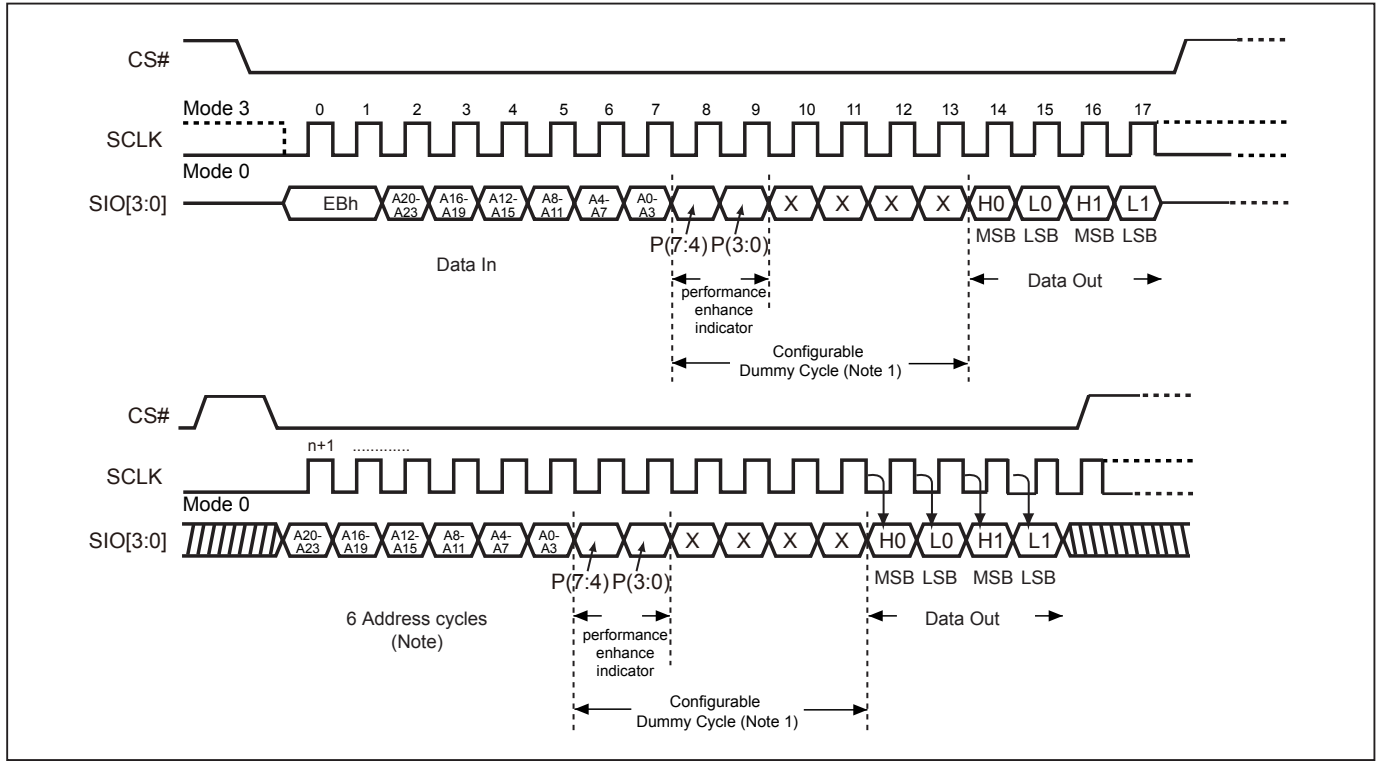 CS#
Mode 3
0 1 2 3 4 5 6 7 8 9 10 11 12 13 14 15 16 17
SCLK
Mode 0
SIO[3:0]
EBh
A20-A23
A16-A19
A12-A15
A8-A11
A4-A7
A0-A3
X X X X
H0 L0 H1 L1
P(7:4) P(3:0)
MSB LSB MSB LSB
Data In
Data Out
performance
enhance
indicator
Configurable
Dummy Cycle (Note 1)
CS#
n+1 .............
SCLK
Mode 0
SIO[3:0]
A20-A23
A16-A19
A12-A15
A8-A11
A4-A7
A0-A3
X X X X
H0 L0 H1 L1
P(7:4) P(3:0)
MSB LSB MSB LSB
6 Address cycles
(Note)
Data Out
performance
enhance
indicator
Configurable
Dummy Cycle (Note 1)